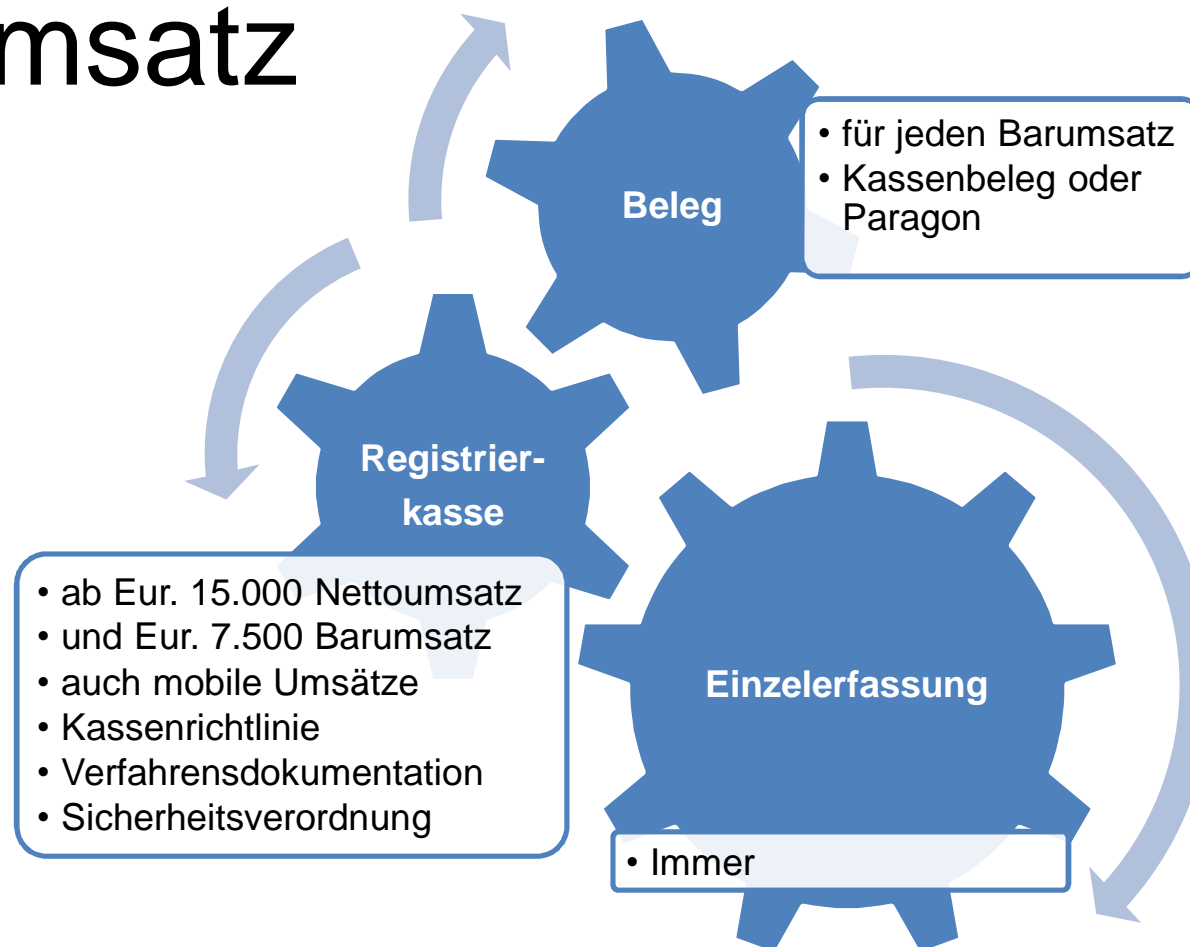 msatz
Beleg
• für jeden Barumsatz
• Kassenbeleg oder
Paragon
Registrier-
kasse
• ab Eur. 15.000 Nettoumsatz
• und Eur. 7.500 Barumsatz
• auch mobile Umsätze
• Kassenrichtlinie
• Verfahrensdokumentation
• Sicherheitsverordnung
Einzelerfassung
• Immer